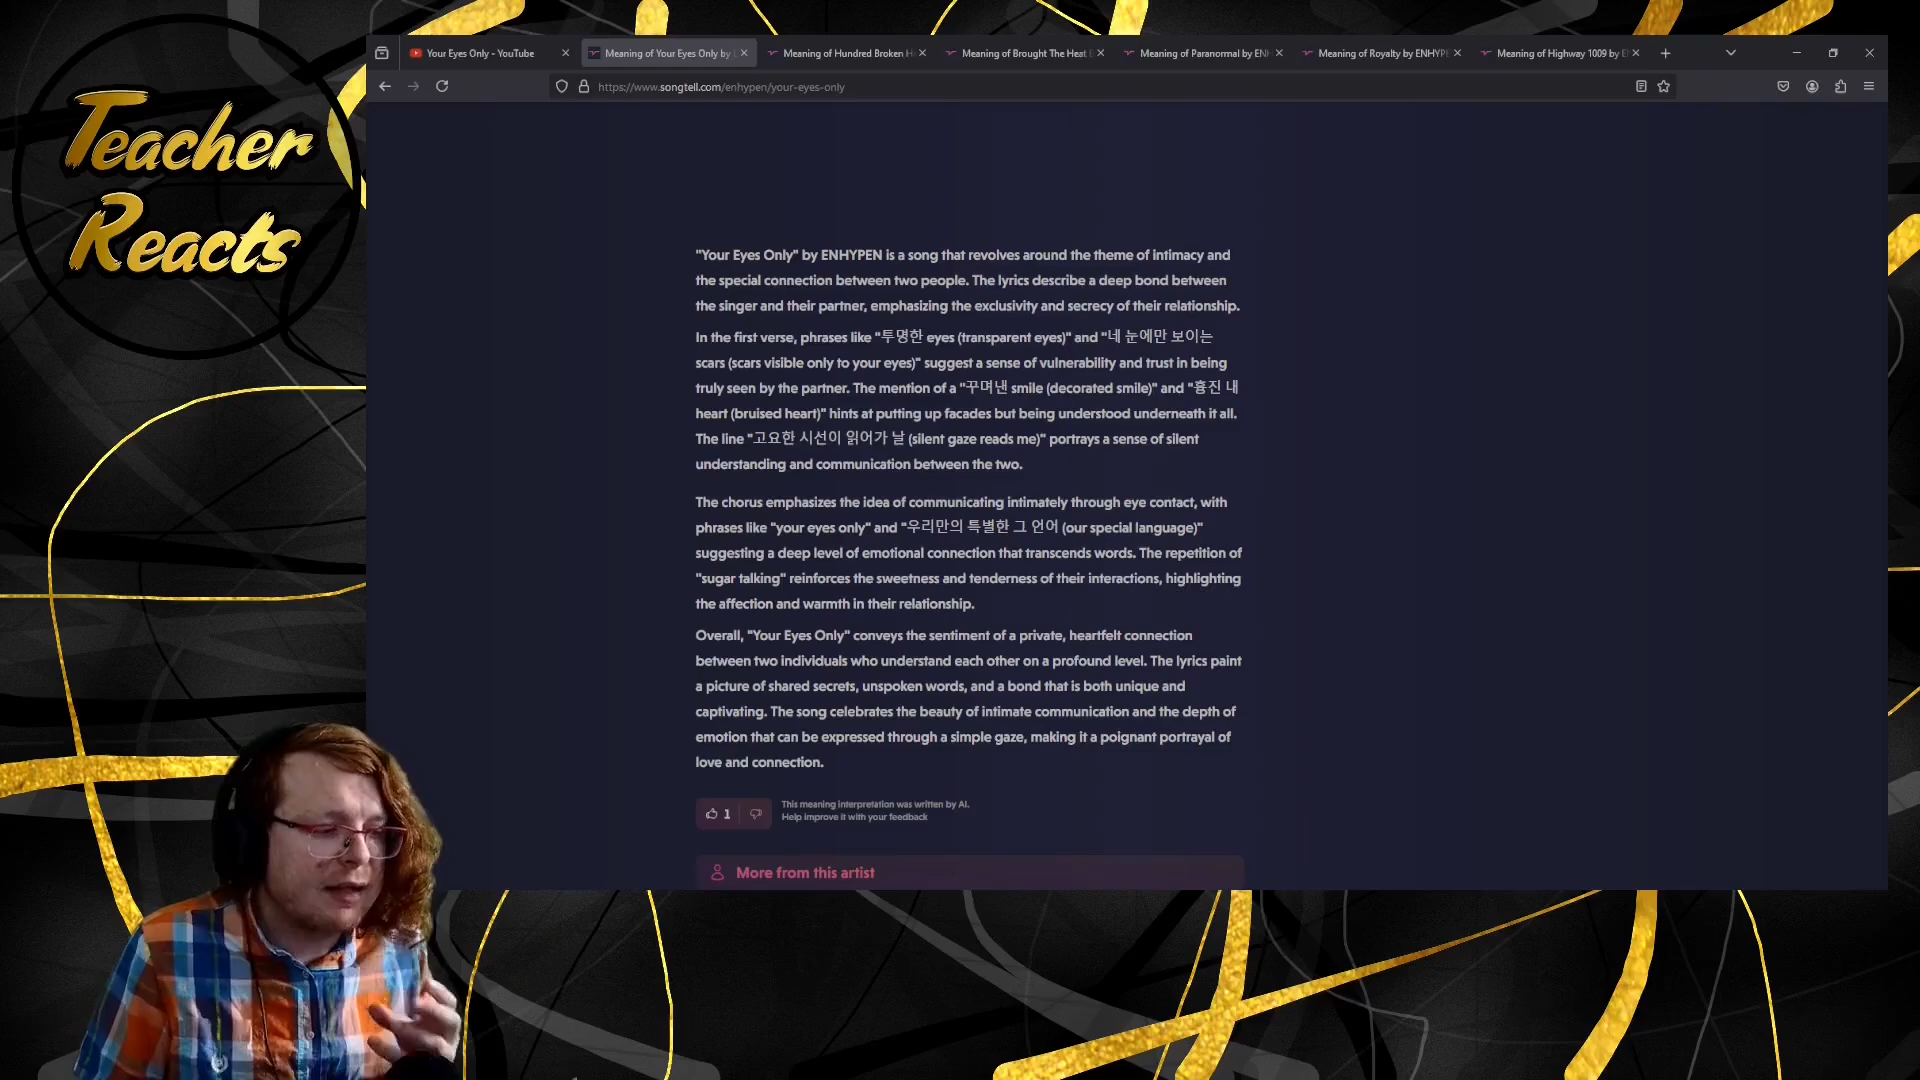 Teacher
Reacts
Your Eyes Only - YouTube
Meaning of Your Eyes Only by
Meaning of Hundred Broken H
Meaning of Brought The Heat
Meaning of Paranormal by EN
Meaning of Royalty by ENHYPE
Meaning of Highway 1009 by E
https://www.songtell.com/enhypen/your-eyes-only
"Your Eyes Only" by ENHYPEN is a song that revolves around the theme of intimacy and
the special connection between two people. The lyrics describe a deep bond between
the singer and their partner, emphasizing the exclusivity and secrecy of their relationship.
In the first verse, phrases like "투명한 eyes (transparent eyes)" and "네 눈에만 보이는
scars (scars visible only to your eyes)" suggest a sense of vulnerability and trust in being
truly seen by the partner. The mention of a "꾸며낸 smile (decorated smile)" and "흉진 내
heart (bruised heart)" hints at putting up facades but being understood underneath it all.
The line "고요한 시선이 읽어가 날 (silent gaze reads me)" portrays a sense of silent
understanding and communication between the two.
The chorus emphasizes the idea of communicating intimately through eye contact, with
phrases like "your eyes only" and "우리만의 특별한 그 언어 (our special language)"
suggesting a deep level of emotional connection that transcends words. The repetition of
"sugar talking" reinforces the sweetness and tenderness of their interactions, highlighting
the affection and warmth in their relationship.
Overall, "Your Eyes Only" conveys the sentiment of a private, heartfelt connection
between two individuals who understand each other on a profound level. The lyrics paint
a picture of shared secrets, unspoken words, and a bond that is both unique and
captivating. The song celebrates the beauty of intimate communication and the depth of
emotion that can be expressed through a simple gaze, making it a poignant portrayal of
love and connection.
1
This meaning interpretation was written by AI.
Help improve it with your feedback
More from this artist